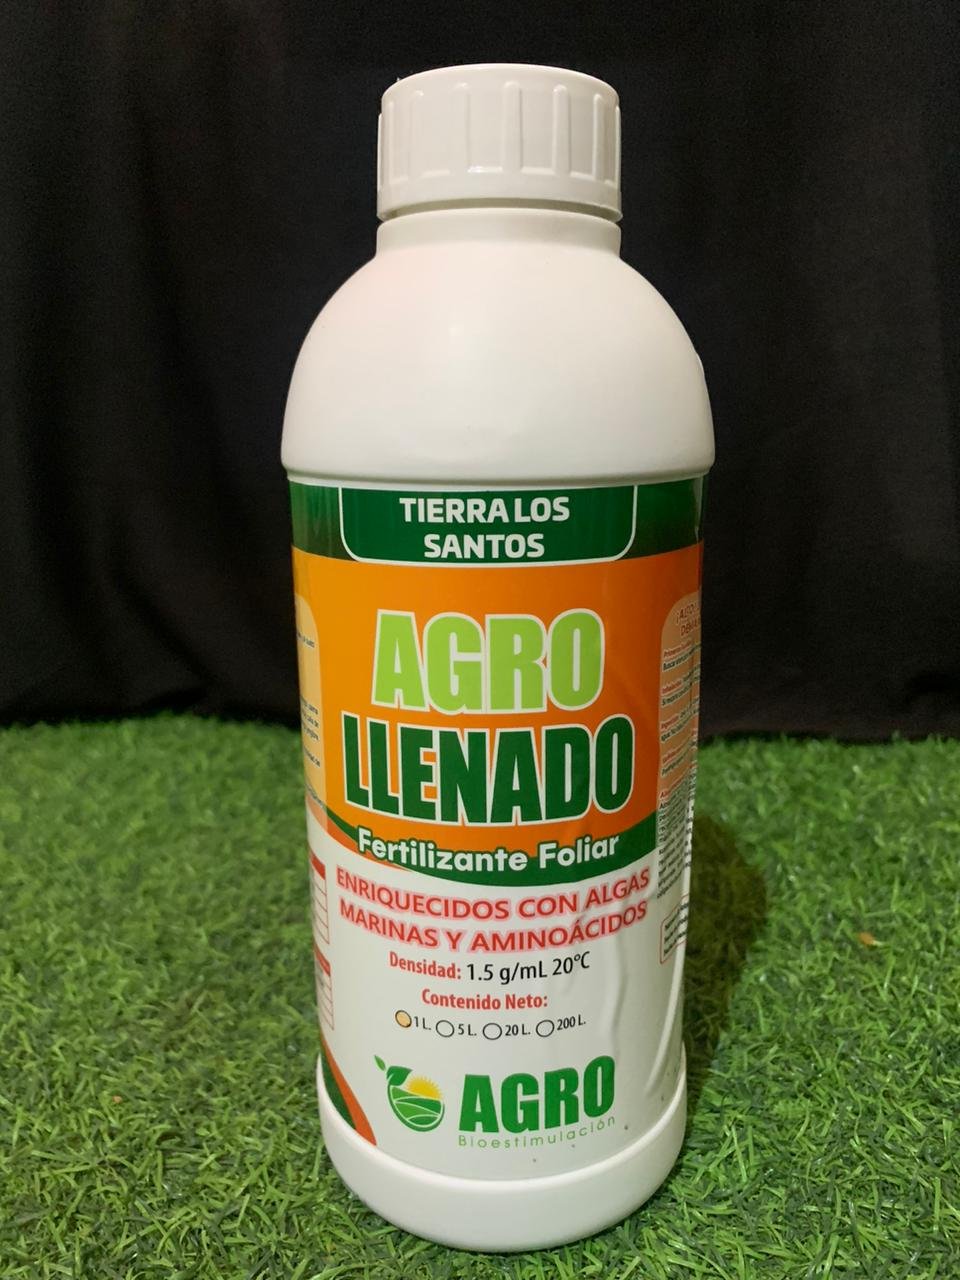 TIERRA LOS
SANTOS
AGRO
LLENADO
Fertilizante Foliar
ENRIQUECIDOS CON ALGAS
MARINAS Y AMINOÁCIDOS
Densidad: 1.5 g/mL 20°C
Contenido Neto:
1 L. 5 L. 20 L. 200 L.
AGRO
Bioestimulación